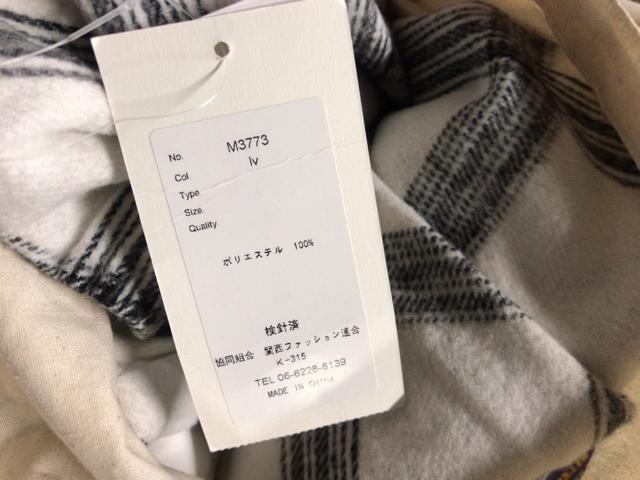 No. M3773
Col. Iv
Type
Size.
Quality
ポリエステル 100%
検針済
協同組合 関西ファッション連合
K-315
TEL 06-6228-8139
MADE IN CHINA